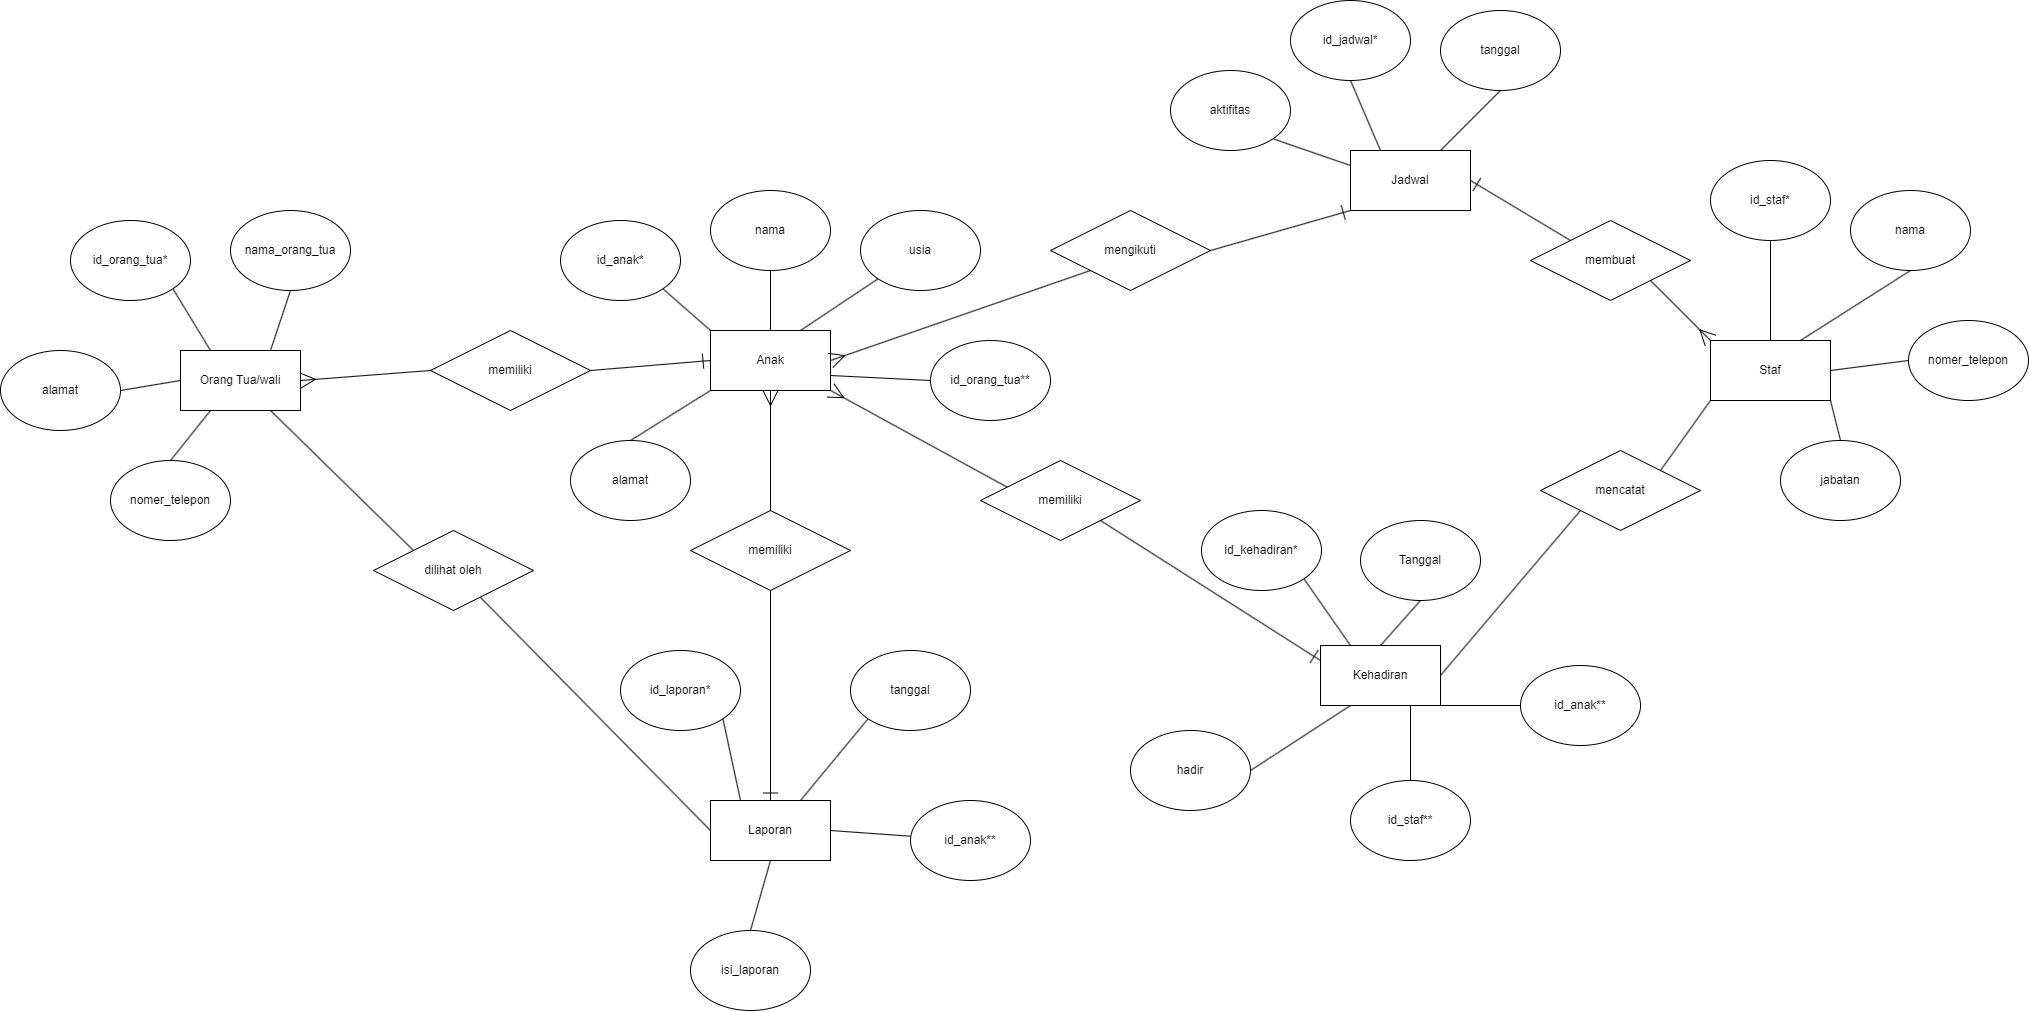 id_jadwal*
tanggal
aktifitas
Jadwal
id_staf*
nama
nama
usia
id_anak*
nama_orang_tua
id_orang_tua*
mengikuti
membuat
Orang Tua/wali
memiliki
Anak
id_orang_tua**
Staf
nomer_telepon
alamat
alamat
nomer_telepon
memiliki
mencatat
jabatan
dilihat oleh
memiliki
id_kehadiran*
Tanggal
id_laporan*
tanggal
Kehadiran
id_anak**
hadir
id_staf**
Laporan
id_anak**
isi_laporan